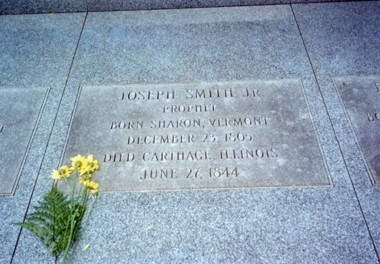 JOSEPH SMITH JR
PROPHET
BORN SHARON, VERMONT
DECEMBER 23 1805
DIED CARTHAGE ILLINOIS
JUNE 27, 1844